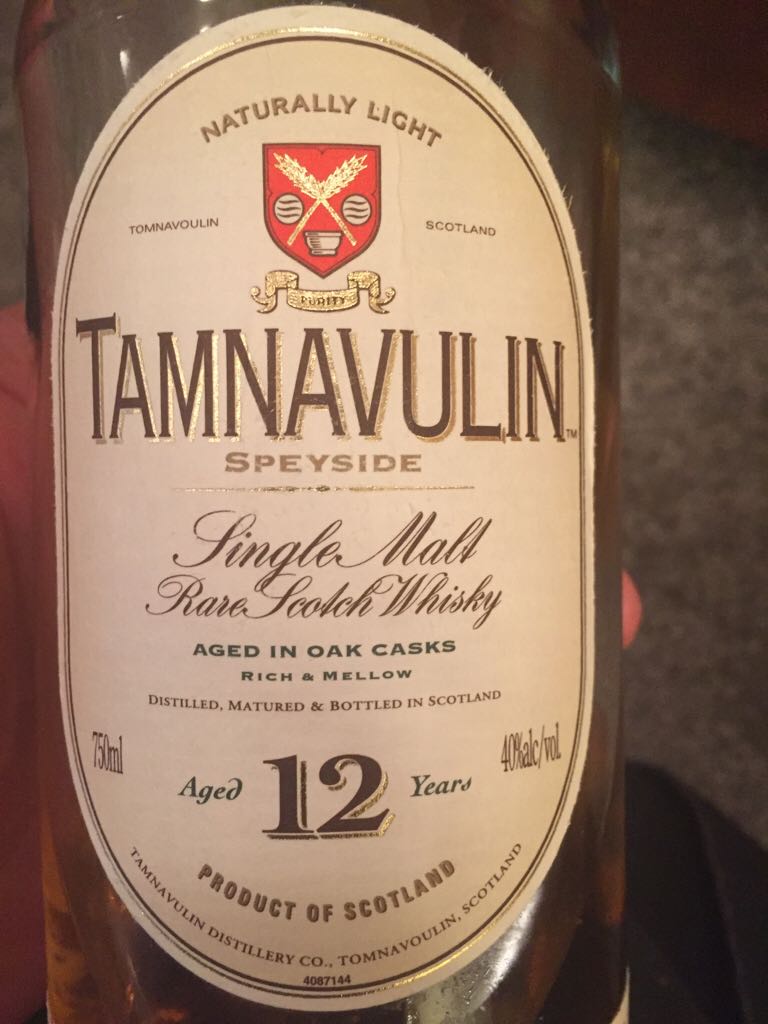 NATURALLY LIGHT
TOMNAVOULIN
SCOTLAND
PURITY
TAMNAVULIN™
SPEYSIDE
Single Malt
Rare Scotch Whisky
AGED IN OAK CASKS
RICH & MELLOW
DISTILLED, MATURED & BOTTLED IN SCOTLAND
750ml
40%alc/vol.
Aged 12 Years
PRODUCT OF SCOTLAND
TAMNAVULIN DISTILLERY CO., TOMNAVOULIN, SCOTLAND
4087144